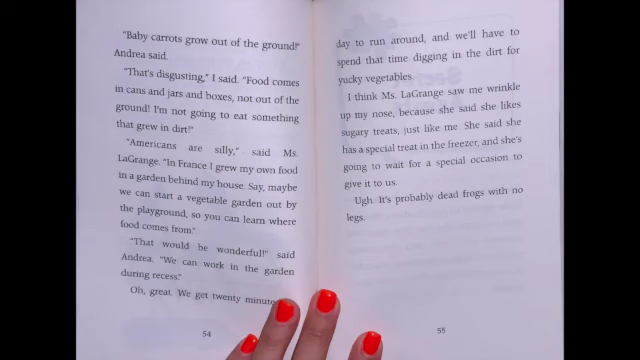 "Baby carrots grow out of the ground!"
Andrea said.
"That's disgusting," I said. "Food comes
in cans and jars and boxes, not out of the
ground! I'm not going to eat something
that grew in dirt!"
"Americans are silly," said Ms.
LaGrange. "In France I grew my own food
in a garden behind my house. Say, maybe
we can start a vegetable garden out by
the playground, so you can learn where
food comes from."
"That would be wonderful!" said
Andrea. "We can work in the garden
during recess."
Oh, great. We get twenty minute
54
day to run around, and we'll have to
spend that time digging in the dirt for
yucky vegetables.
I think Ms. LaGrange saw me wrinkle
up my nose, because she said she likes
sugary treats, just like me. She said she
has a special treat in the freezer, and she's
going to wait for a special occasion to
give it to us.
Ugh. It's probably dead frogs with no
legs.
55